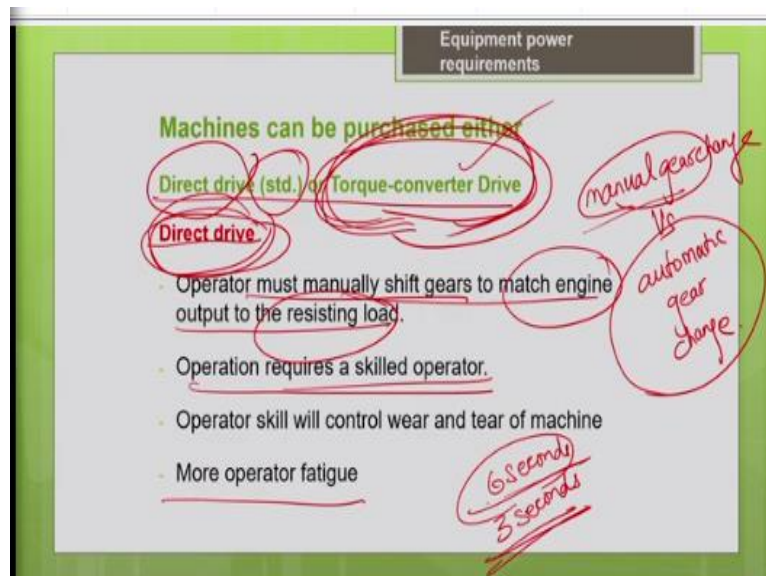 Equipment power
requirements
Machines can be purchased either
Direct drive (std.) or Torque-converter Drive
Direct drive.
Operator must manually shift gears to match engine
output to the resisting load.
Operation requires a skilled operator.
Operator skill will control wear and tear of machine
More operator fatigue
manual gearchange
Vs
automatic
gear
change.
6 seconds
3 seconds